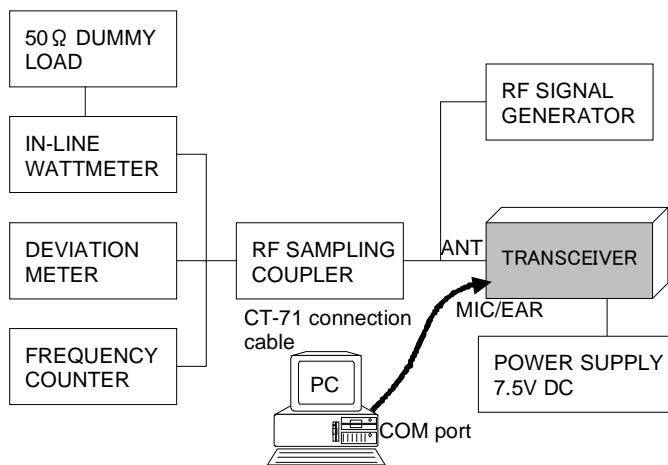 50Ω DUMMY
LOAD
IN-LINE
WATTMETER
DEVIATION
METER
FREQUENCY
COUNTER
RF SAMPLING
COUPLER
RF SIGNAL
GENERATOR
ANT
TRANSCEIVER
MIC/EAR
CT-71 connection
cable
POWER SUPPLY
7.5V DC
PC
COM port